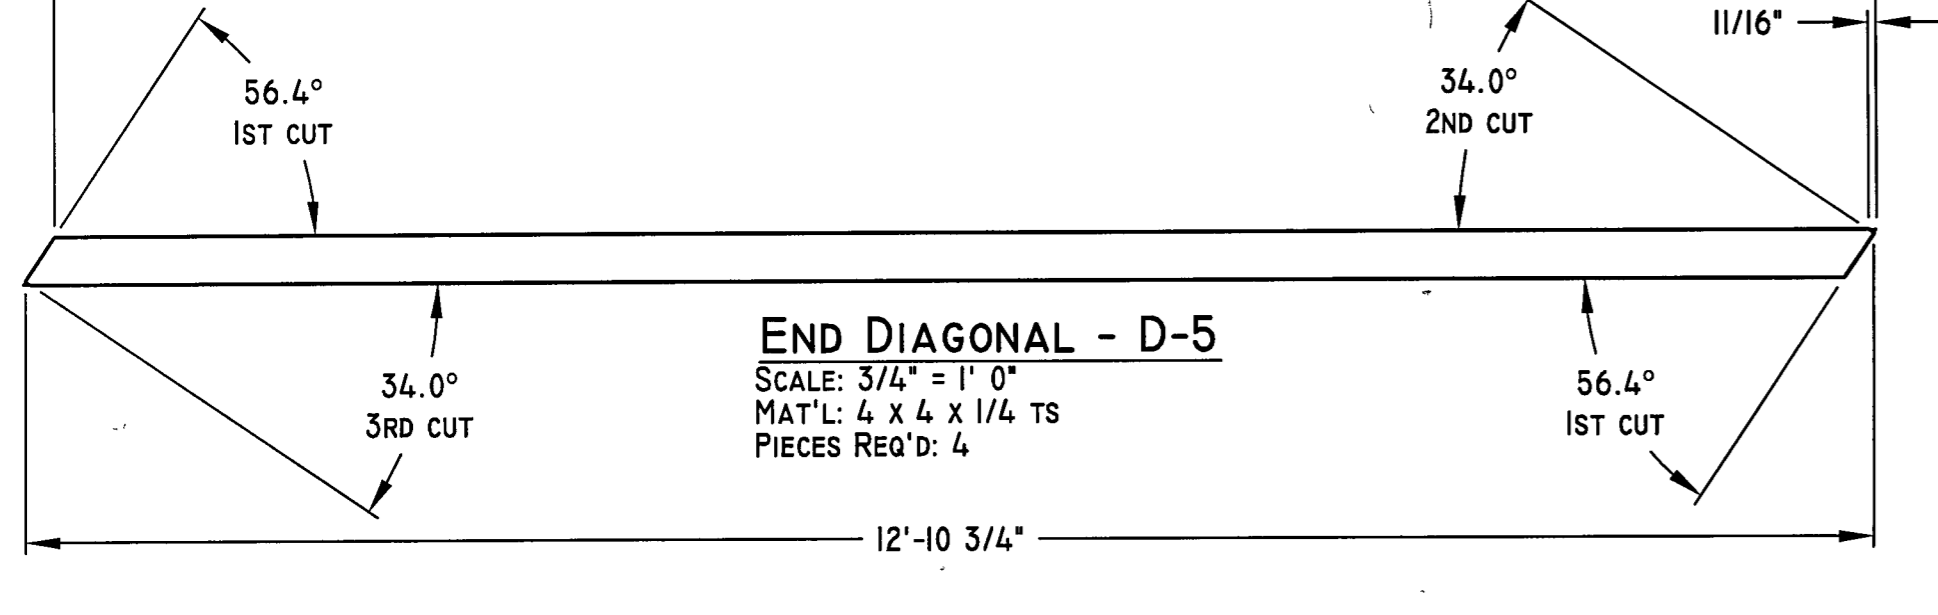 11/16"
56.4°
1ST CUT
34.0°
2ND CUT
END DIAGONAL - D-5
SCALE: 3/4" = 1' 0"
MAT'L: 4 X 4 X 1/4 TS
PIECES REQ'D: 4
34.0°
3RD CUT
56.4°
1ST CUT
12'-10 3/4"